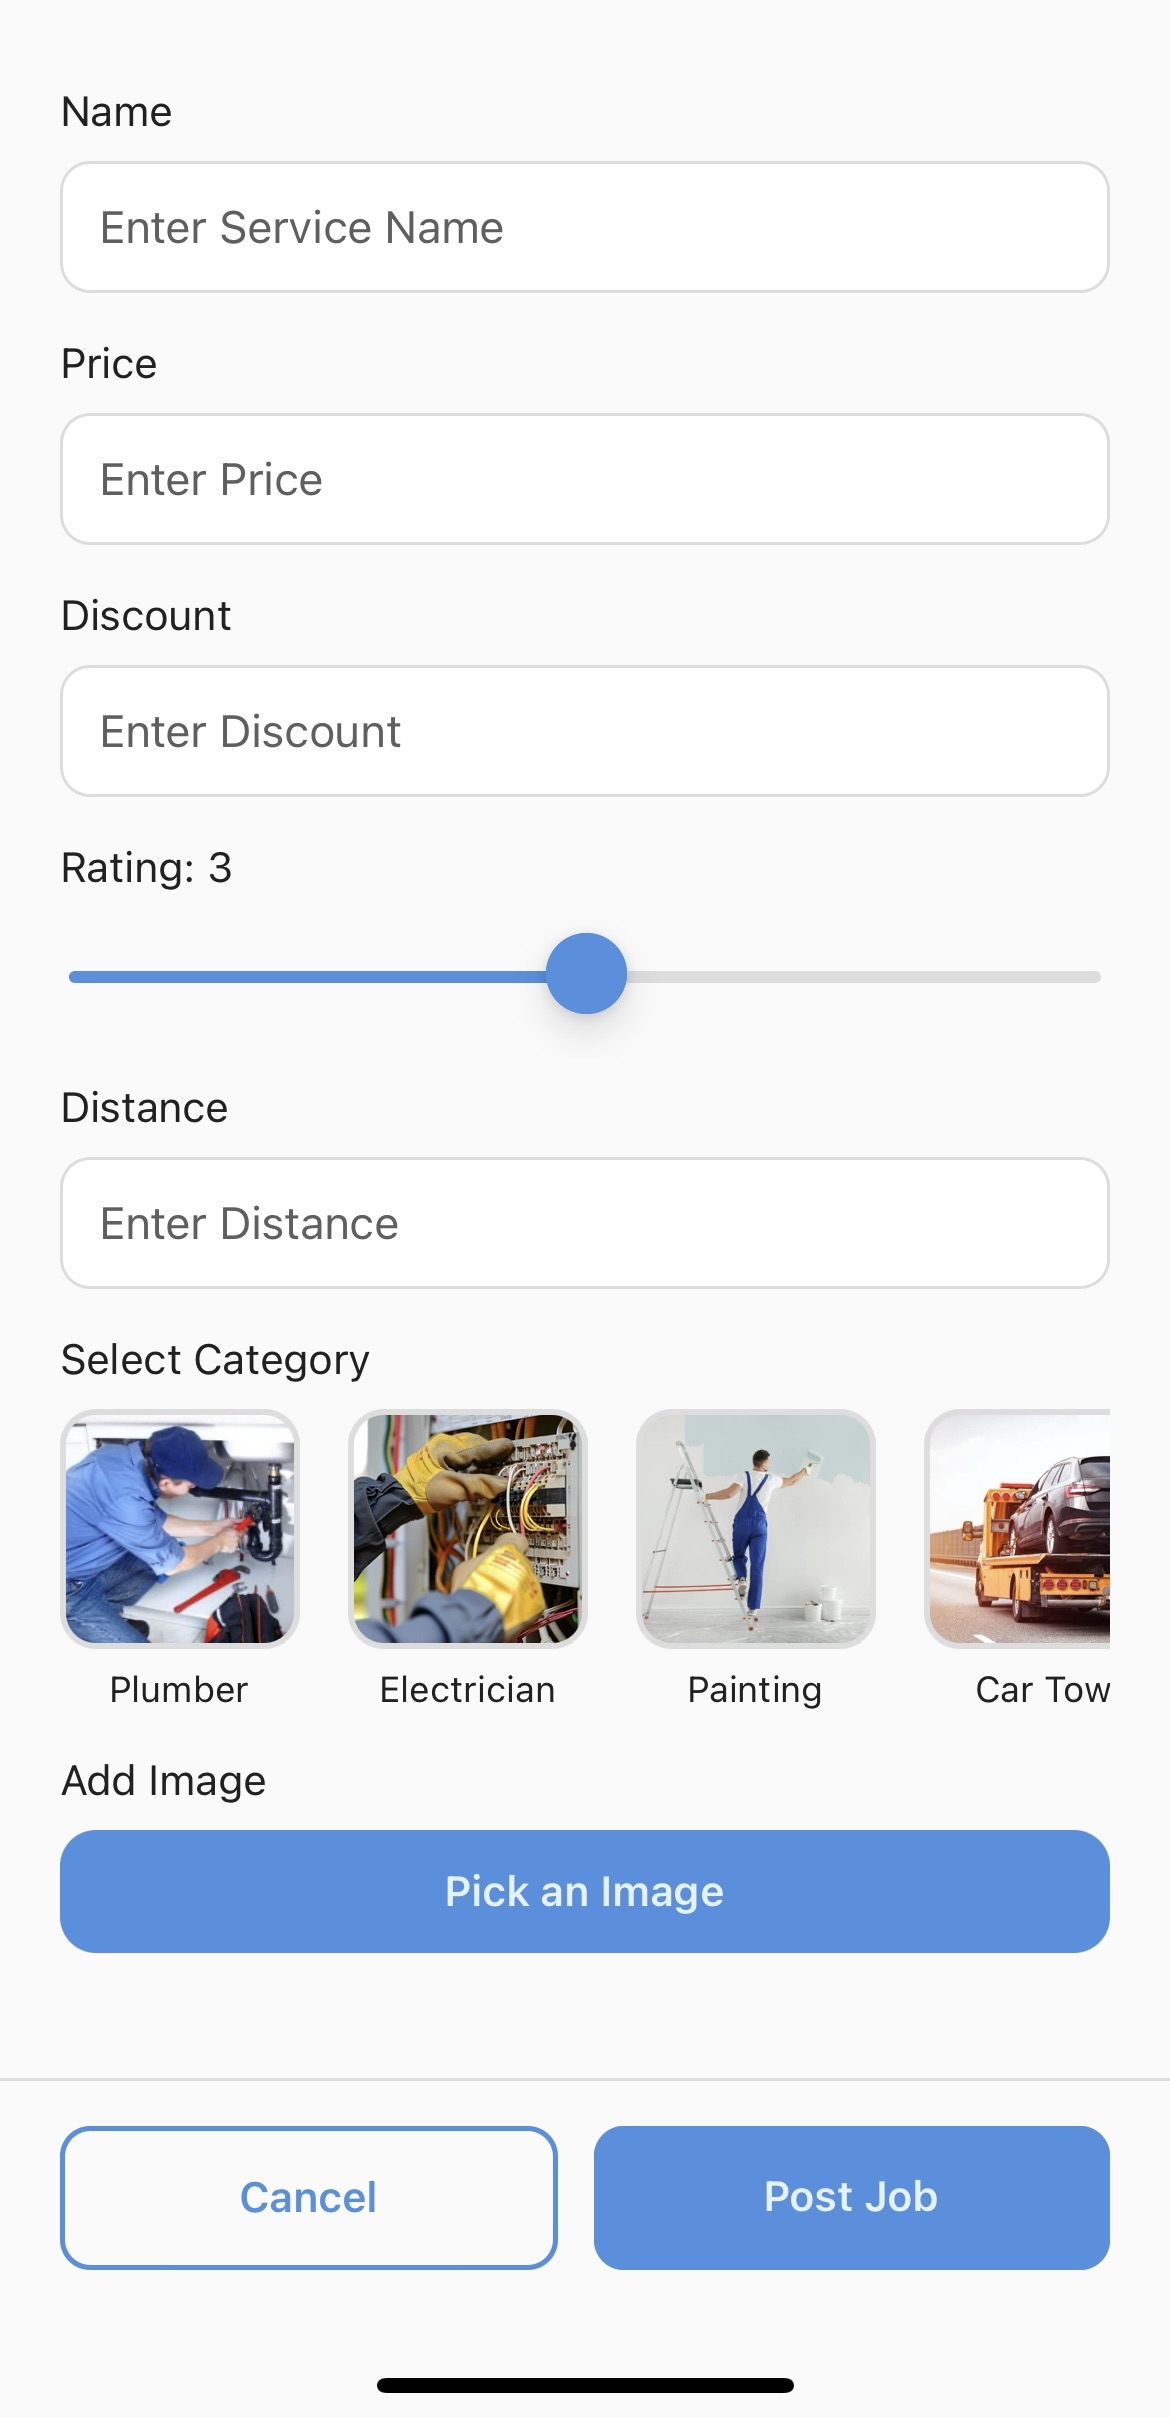 Name
Enter Service Name
Price
Enter Price
Discount
Enter Discount
Rating: 3
Distance
Enter Distance
Select Category
Plumber Electrician Painting Car Tow
Add Image
Pick an Image
Cancel Post Job